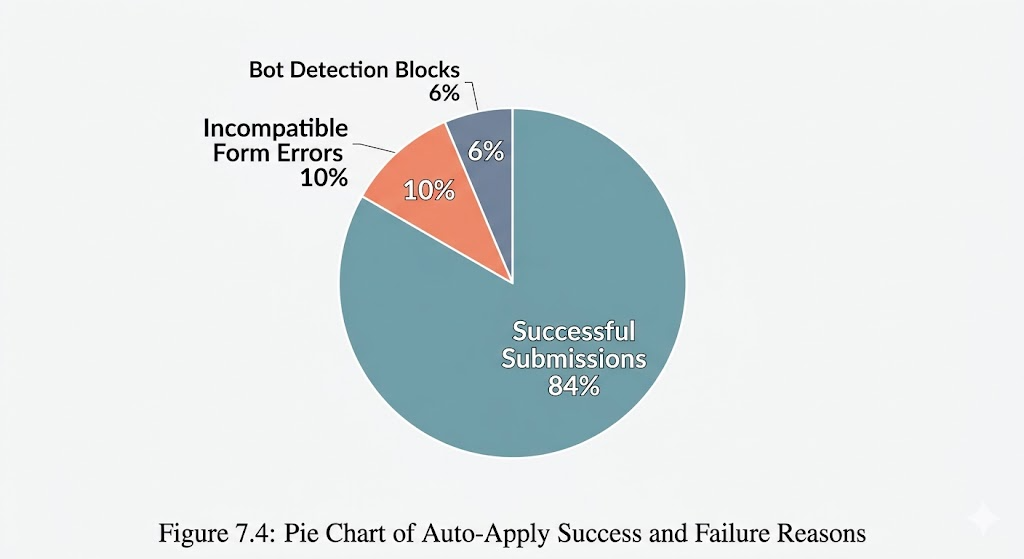 Bot Detection Blocks
6%
Incompatible
Form Errors
10%
6%
10%
Successful
Submissions
84%
Figure 7.4: Pie Chart of Auto-Apply Success and Failure Reasons